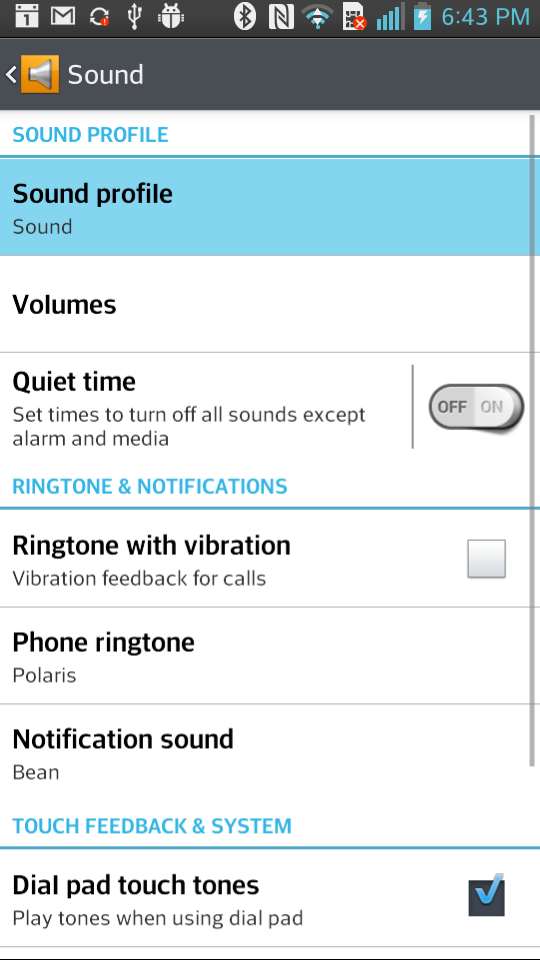 1
6:43 PM
Sound
SOUND PROFILE
Sound profile
Sound
Volumes
Quiet time
Set times to turn off all sounds except
alarm and media
OFF ON
RINGTONE & NOTIFICATIONS
Ringtone with vibration
Vibration feedback for calls
Phone ringtone
Polaris
Notification sound
Bean
TOUCH FEEDBACK & SYSTEM
Dial pad touch tones
Play tones when using dial pad